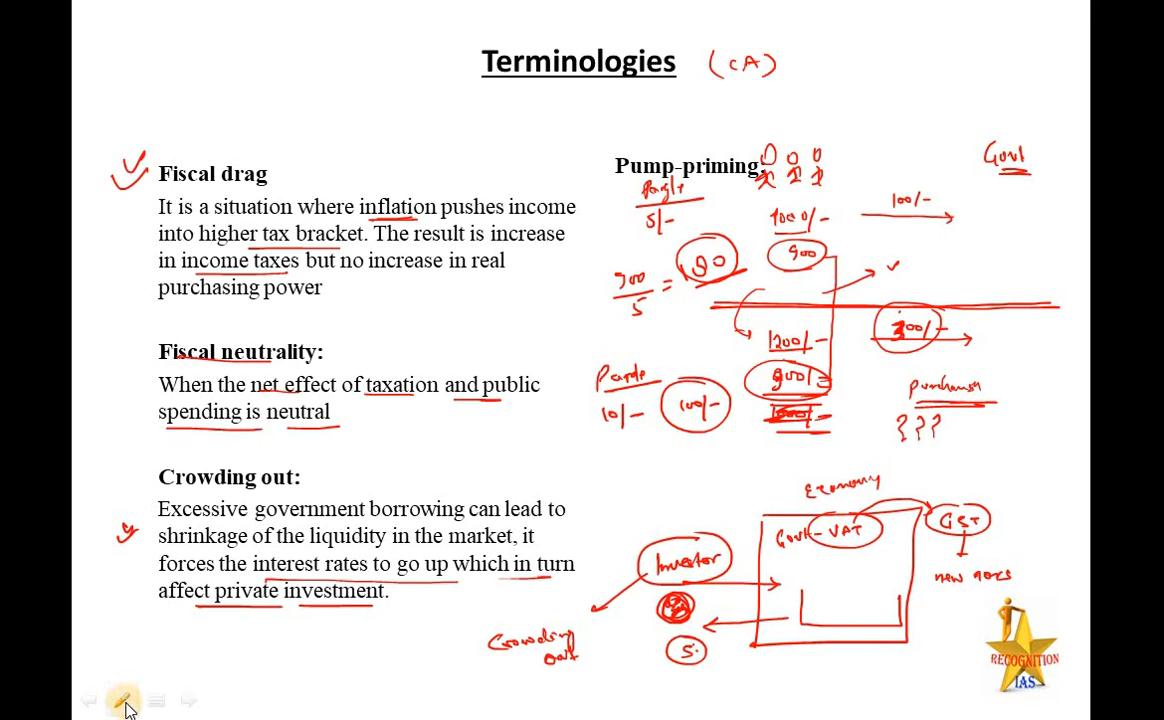 Terminologies (CA)
Fiscal drag
It is a situation where inflation pushes income
into higher tax bracket. The result is increase
in income taxes but no increase in real
purchasing power
Fiscal neutrality:
When the net effect of taxation and public
spending is neutral
Crowding out:
Excessive government borrowing can lead to
shrinkage of the liquidity in the market, it
forces the interest rates to go up which in turn
affect private investment.
Pump-priming:
Govt
5/-
1000/-
100/-
900
900
5
=
1200/-
300/-
900/-
10/-
100/-
???
Economy
Govt - VAT
GST
Investor
Crowding
out
5
RECOGNITION
IAS